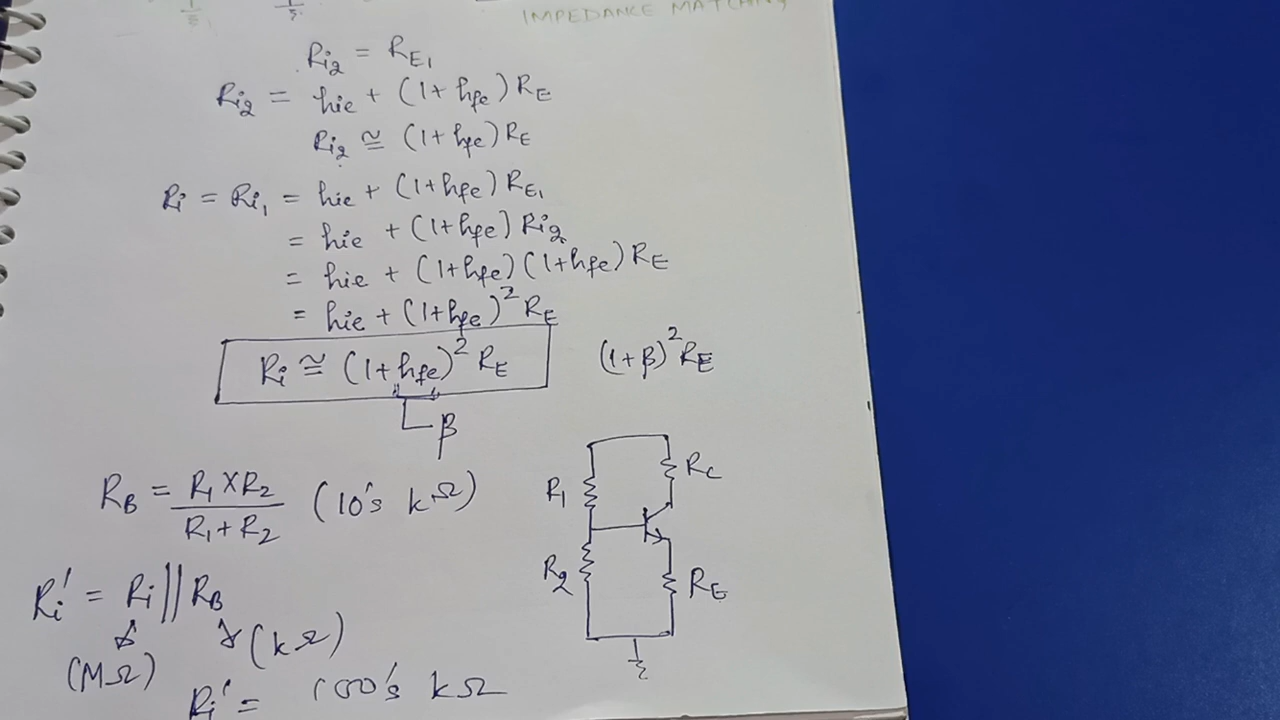 IMPEDANCE MATCHING
Ri2 = RE1
Ri2 = hie + (1+hfe) RE
Ri2 ≅ (1+hfe) RE
Ri = Ri1 = hie + (1+hfe) RE1
= hie + (1+hfe) Ri2
= hie + (1+hfe)(1+hfe) RE
= hie + (1+hfe)² RE
Ri ≅ (1+hfe)² RE
(1+β)² RE
β
RB = R1 X R2 / R1 + R2 (10's kΩ)
R1
RC
R2
RE
Ri' = Ri || RB
(MΩ)
(kΩ)
Ri' = 100's kΩ